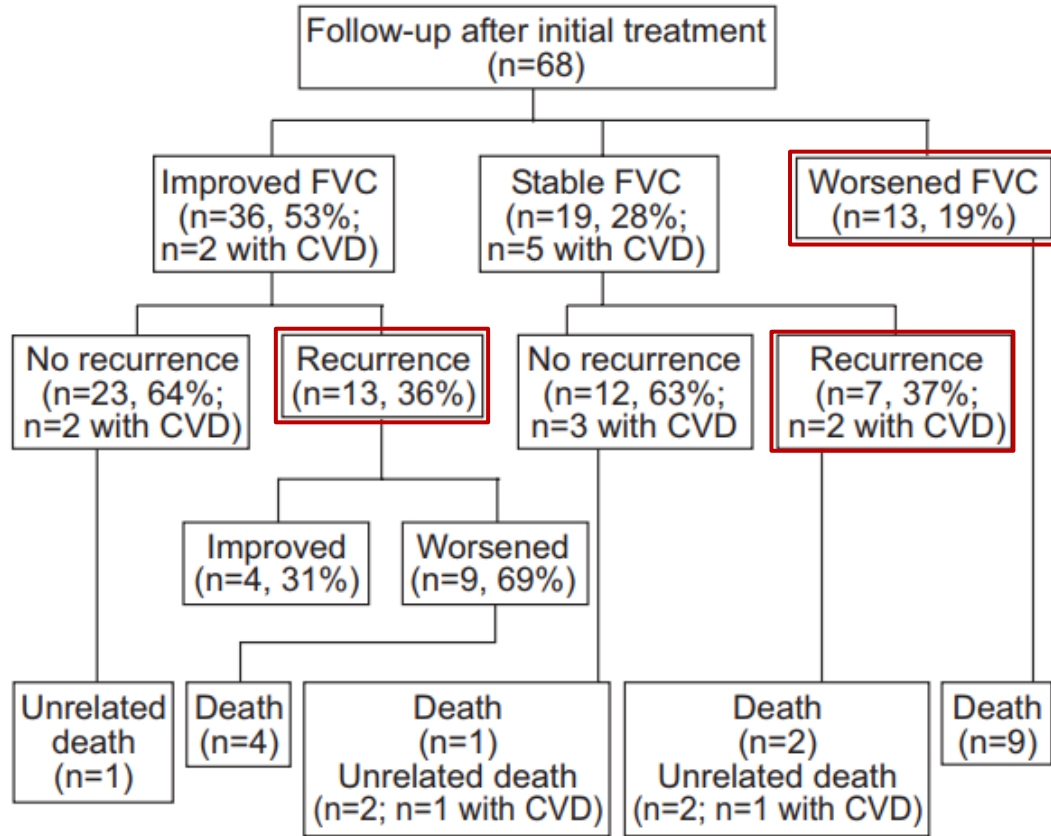 Follow-up after initial treatment
(n=68)
Improved FVC
(n=36, 53%;
n=2 with CVD)
Stable FVC
(n=19, 28%;
n=5 with CVD)
Worsened FVC
(n=13, 19%)
No recurrence
(n=23, 64%;
n=2 with CVD)
Recurrence
(n=13, 36%)
No recurrence
(n=12, 63%;
n=3 with CVD
Recurrence
(n=7, 37%;
n=2 with CVD)
Improved
(n=4, 31%)
Worsened
(n=9, 69%)
Unrelated
death
(n=1)
Death
(n=4)
Death
(n=1)
Unrelated death
(n=2; n=1 with CVD)
Death
(n=2)
Unrelated death
(n=2; n=1 with CVD)
Death
(n=9)